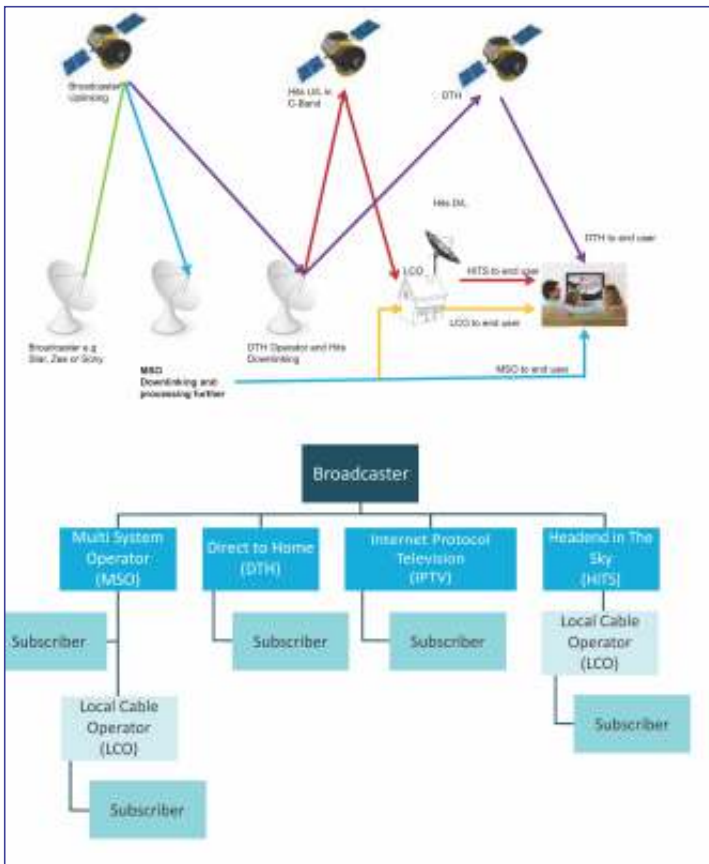 Broadcaster
Uplinking
Hits U/L in
C-Band
DTH
Hits D/L
DTH to end user
LCO
HITS to end user
LCO to end user
Broadcaster e.g
Star, Zee or Sony
DTH Operator and Hits
Downlinking
MSO
Downlinking and
processing further
MSO to end user
Broadcaster
Multi System
Operator
(MSO)
Direct to Home
(DTH)
Internet Protocol
Television
(IPTV)
Headend in The
Sky
(HITS)
Subscriber
Subscriber
Subscriber
Local Cable
Operator
(LCO)
Local Cable
Operator
(LCO)
Subscriber
Subscriber